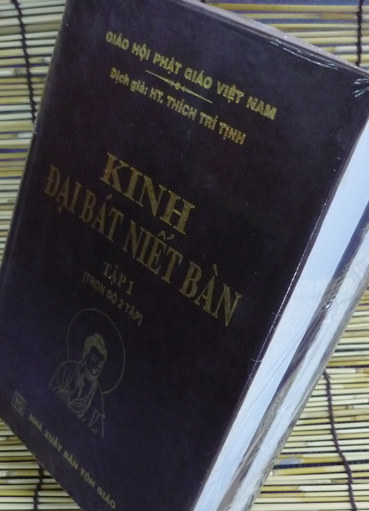 GIÁO HỘI PHẬT GIÁO VIỆT NAM
Dịch giả: HT. THÍCH TRÍ TỊNH
KINH
ĐẠI BÁT NIẾT BÀN
TẬP 1
(TRỌN BỘ 2 TẬP)
NHÀ XUẤT BẢN TÔN GIÁO